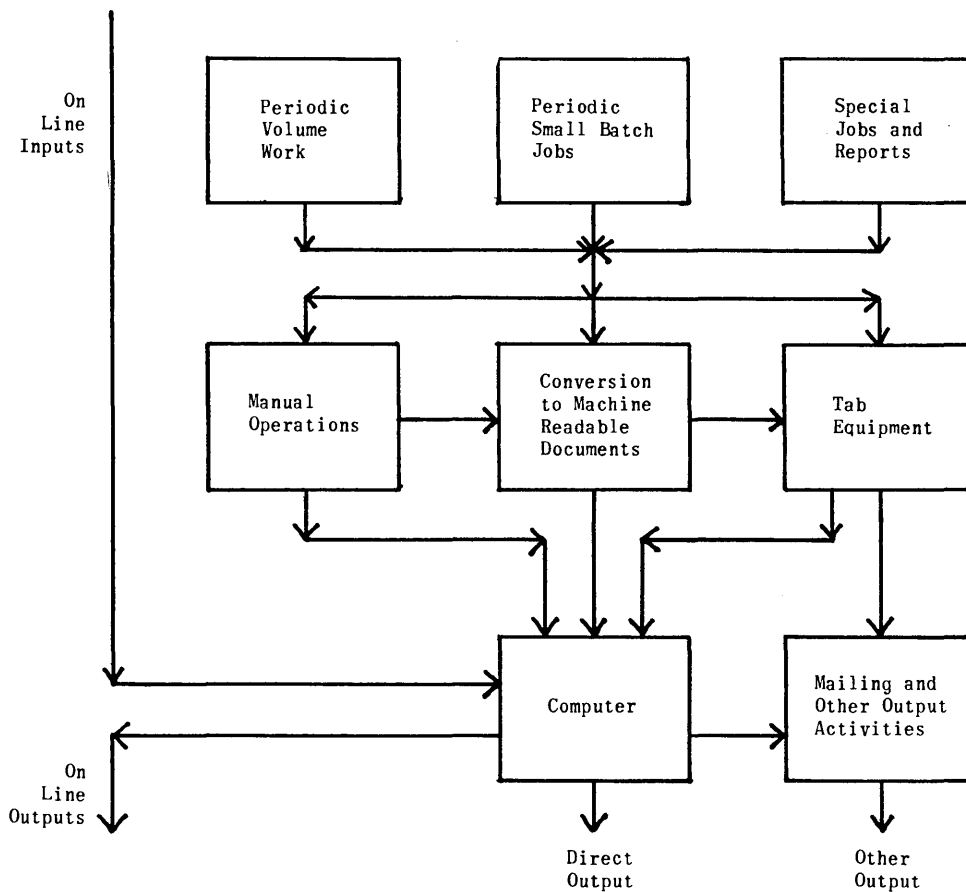 On
Line
Inputs
Periodic
Volume
Work
Periodic
Small Batch
Jobs
Special
Jobs and
Reports
Manual
Operations
Conversion
to Machine
Readable
Documents
Tab
Equipment
Computer
Mailing and
Other Output
Activities
On
Line
Outputs
Direct
Output
Other
Output